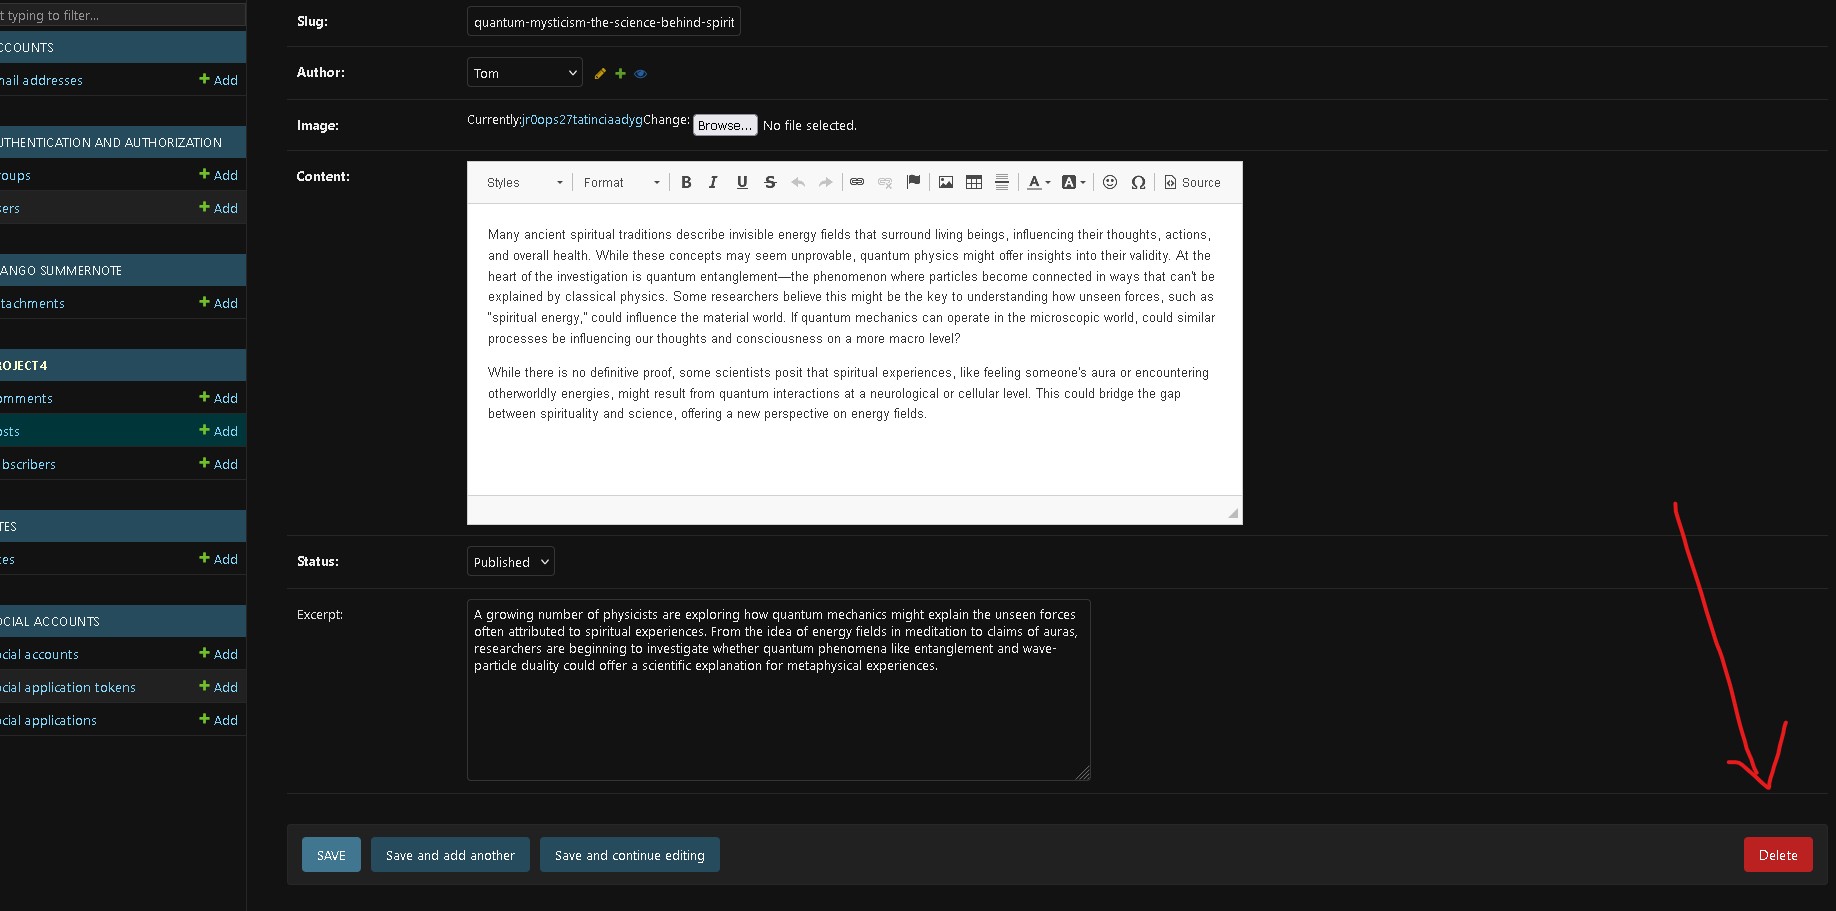 t typing to filter...
CCOUNTS
mail addresses
Add
UTHENTICATION AND AUTHORIZATION
roups
Add
sers
Add
ANGO SUMMERNOTE
ttachments
Add
ROJECT4
omments
Add
osts
Add
bscribers
Add
TES
tes
Add
OCIAL ACCOUNTS
ocial accounts
Add
ocial application tokens
Add
ocial applications
Add
Slug:
quantum-mysticism-the-science-behind-spirit
Author:
Tom
Image:
Currently:jr0ops27tatinciaadygChange: Browse... No file selected.
Content:
Styles Format B I U S A A Ω Source
Many ancient spiritual traditions describe invisible energy fields that surround living beings, influencing their thoughts, actions,
and overall health. While these concepts may seem unprovable, quantum physics might offer insights into their validity. At the
heart of the investigation is quantum entanglement—the phenomenon where particles become connected in ways that can't be
explained by classical physics. Some researchers believe this might be the key to understanding how unseen forces, such as
"spiritual energy," could influence the material world. If quantum mechanics can operate in the microscopic world, could similar
processes be influencing our thoughts and consciousness on a more macro level?
While there is no definitive proof, some scientists posit that spiritual experiences, like feeling someone's aura or encountering
otherworldly energies, might result from quantum interactions at a neurological or cellular level. This could bridge the gap
between spirituality and science, offering a new perspective on energy fields.
Status:
Published
Excerpt:
A growing number of physicists are exploring how quantum mechanics might explain the unseen forces
often attributed to spiritual experiences. From the idea of energy fields in meditation to claims of auras,
researchers are beginning to investigate whether quantum phenomena like entanglement and wave-
particle duality could offer a scientific explanation for metaphysical experiences.
SAVE
Save and add another
Save and continue editing
Delete